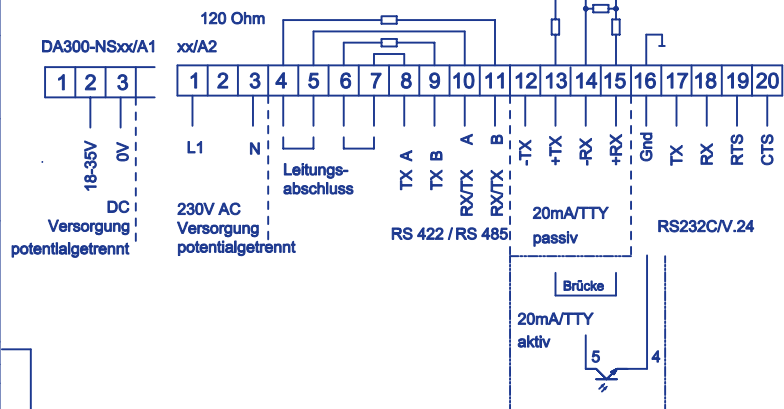 120 Ohm
DA300-NSxx/A1 xx/A2
1 2 3 1 2 3 4 5 6 7 8 9 10 11 12 13 14 15 16 17 18 19 20
18-35V
0V
L1
N
Leitungs-
abschluss
TX A
TX B
RX/TX A
RX/TX B
-TX
+TX
-RX
+RX
Gnd
TX
RX
RTS
CTS
DC
Versorgung
potentialgetrennt
230V AC
Versorgung
potentialgetrennt
RS 422 / RS 485
20mA/TTY
passiv
RS232C/V.24
Brücke
20mA/TTY
aktiv
5 4